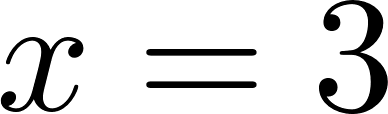 x = 3